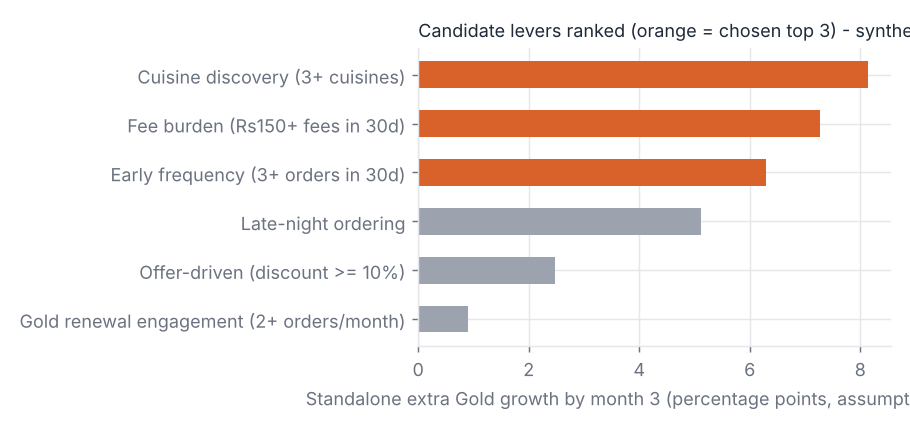 Candidate levers ranked (orange = chosen top 3) - synthe
Cuisine discovery (3+ cuisines)
Fee burden (Rs150+ fees in 30d)
Early frequency (3+ orders in 30d)
Late-night ordering
Offer-driven (discount >= 10%)
Gold renewal engagement (2+ orders/month)
0 2 4 6 8
Standalone extra Gold growth by month 3 (percentage points, assumpt